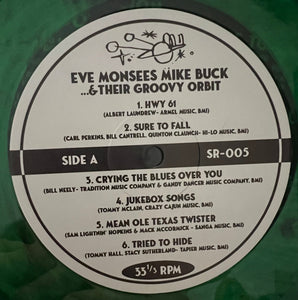 EVE MONSEES MIKE BUCK
...& THEIR GROOVY ORBIT
1. HWY 61
(ALBERT LAUNDREW- ARMEL MUSIC, BMI)
2. SURE TO FALL
(CARL PERKINS, BILL CANTRELL, QUINTON CLAUNCH- HI-LO MUSIC, BMI)
SIDE A
SR-005
3. CRYING THE BLUES OVER YOU
(BILL NEELY- TRADITION MUSIC COMPANY & GANDY DANCER MUSIC COMPANY, BMI)
4. JUKEBOX SONGS
(TOMMY MCLAIN, CRAZY CAJUN MUSIC, BMI)
5. MEAN OLE TEXAS TWISTER
(SAM LIGHTNIN' HOPKINS & MACK MCCORMICK - SANGA MUSIC, BMI)
6. TRIED TO HIDE
(TOMMY HALL, STACY SUTHERLAND- TAPIER MUSIC, BMI)
33 1/3 RPM